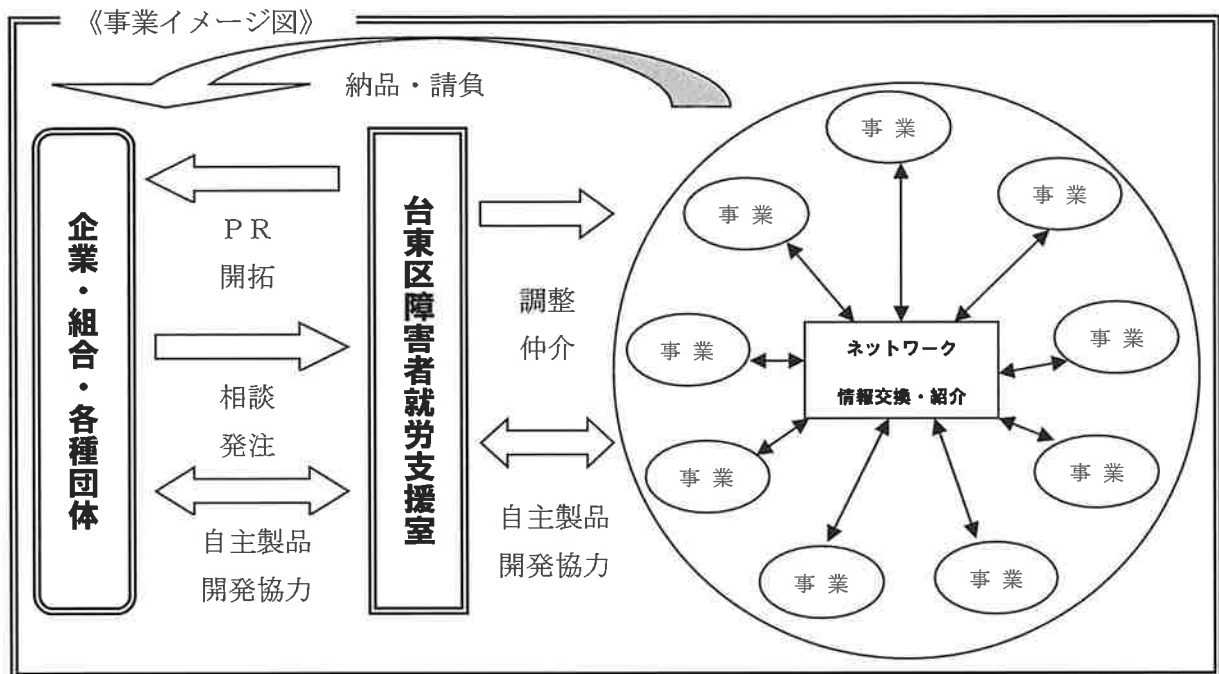 《事業イメージ図》
納品・請負
企業・組合・各種団体
PR
開拓
相談
発注
自主製品
開発協力
台東区障害者就労支援室
調整
仲介
自主製品
開発協力
事 業
事 業
事 業
事 業
事 業
事 業
事 業
事 業
事 業
ネットワーク
情報交換・紹介